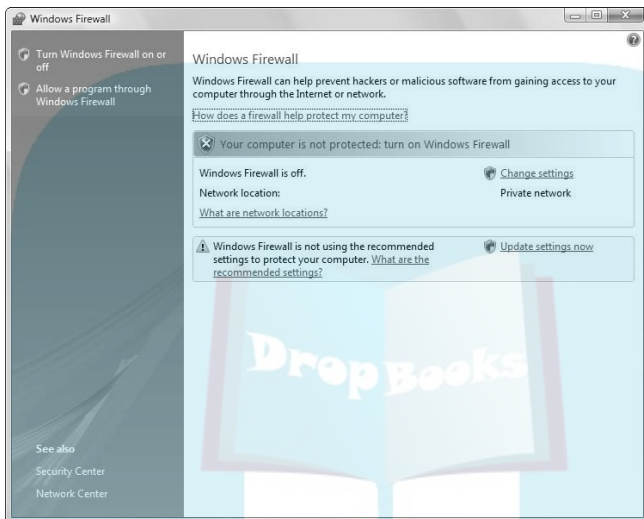 Windows Firewall
Turn Windows Firewall on or
off
Allow a program through
Windows Firewall
See also
Security Center
Network Center
Windows Firewall
Windows Firewall can help prevent hackers or malicious software from gaining access to your
computer through the Internet or network.
How does a firewall help protect my computer?
Your computer is not protected: turn on Windows Firewall
Windows Firewall is off.
Change settings
Network location:
Private network
What are network locations?
Windows Firewall is not using the recommended
settings to protect your computer. What are the
recommended settings?
Update settings now
Drop Books